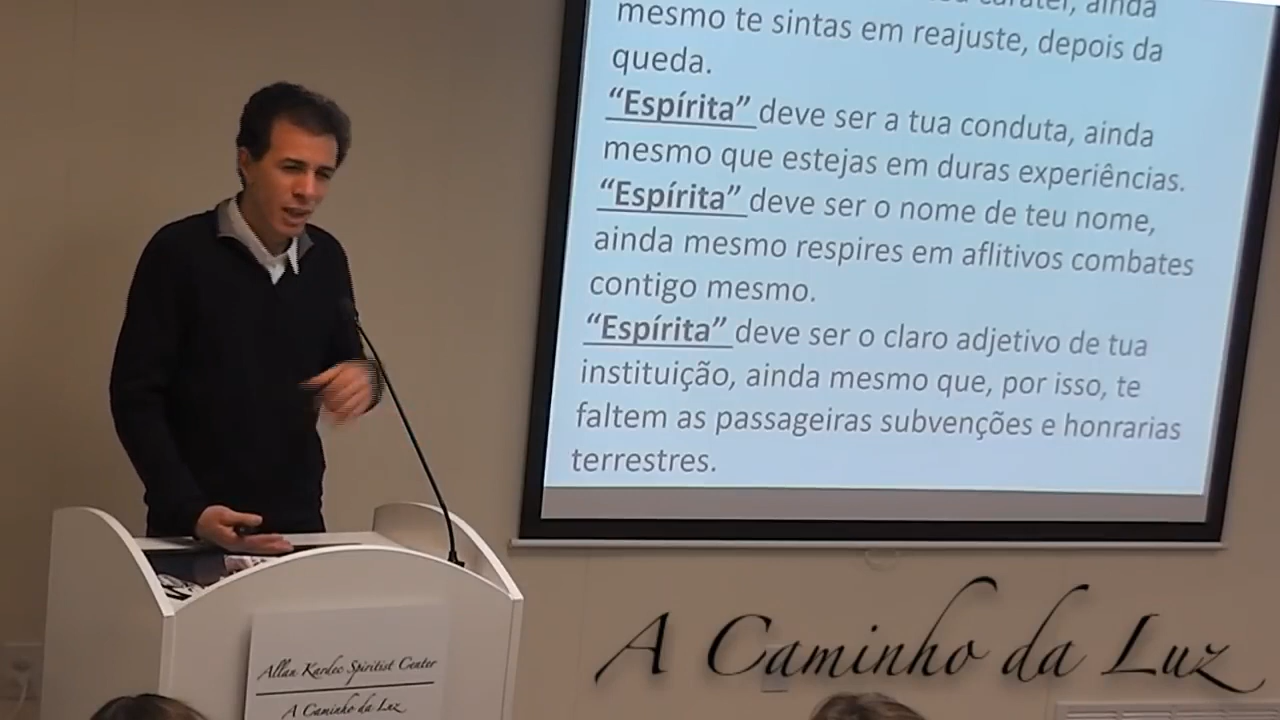 caráter, ainda
mesmo te sintas em reajuste, depois da
queda.
“Espírita” deve ser a tua conduta, ainda
mesmo que estejas em duras experiências.
“Espírita” deve ser o nome de teu nome,
ainda mesmo respires em aflitivos combates
contigo mesmo.
“Espírita” deve ser o claro adjetivo de tua
instituição, ainda mesmo que, por isso, te
faltem as passageiras subvenções e honrarias
terrestres.
A Caminho da Luz
Allan Kardec Spiritist Center
A Caminho da Luz